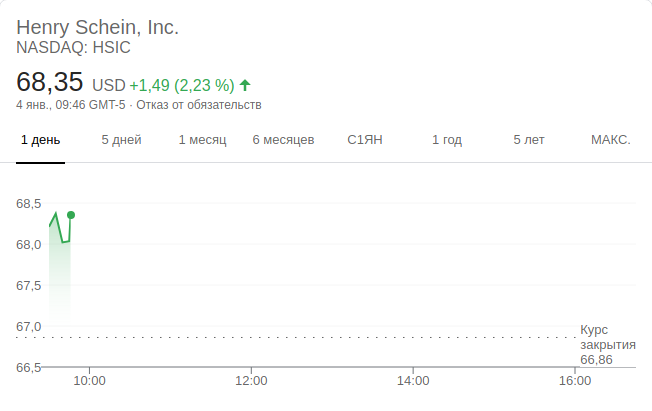 Henry Schein, Inc.
NASDAQ: HSIC
68,35 USD +1,49 (2,23 %)
4 янв., 09:46 GMT-5 · Отказ от обязательств
1 день 5 дней 1 месяц 6 месяцев С1ЯН 1 год 5 лет МАКС.
68,5
68,0
67,5
67,0
Курс
закрытия
66,86
66,5
10:00 12:00 14:00 16:00